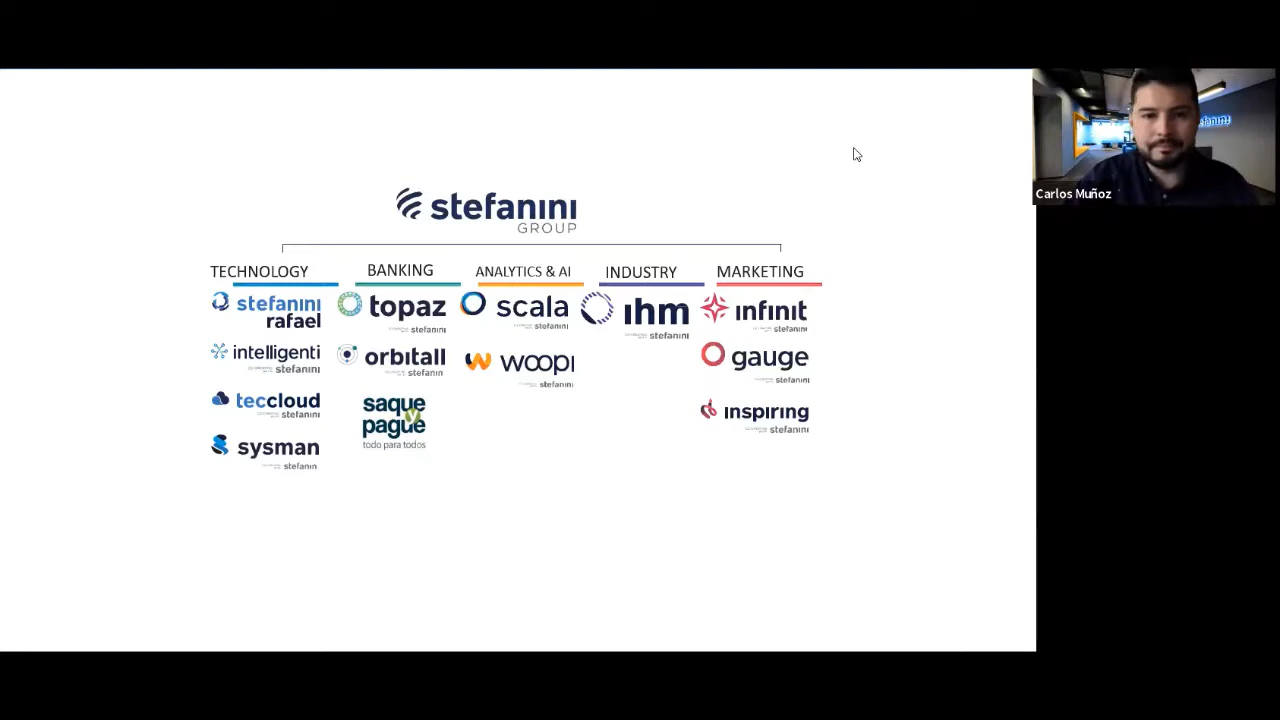 stefanini
GROUP
TECHNOLOGY
stefanini
rafael
intelligenti
stefanini
teccloud
stefanini
sysman
stefanini
BANKING
topaz
stefanini
orbitall
stefanini
saque
y
pague
todo para todos
ANALYTICS & AI
scala
stefanini
woopi
stefanini
INDUSTRY
ihm
stefanini
MARKETING
infinit
stefanini
gauge
stefanini
inspiring
stefanini
Carlos Muñoz